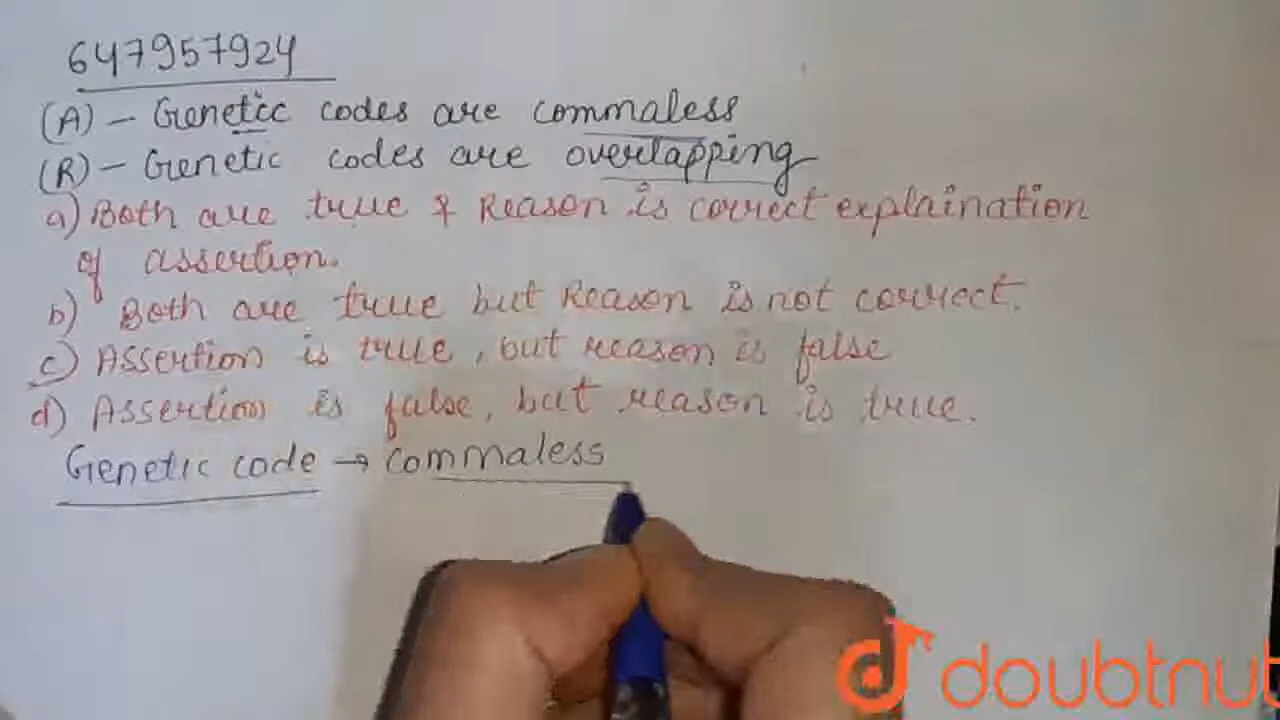 647957924
(A) - Genetic codes are commaless
(R) - Genetic codes are overlapping
a) Both are true & Reason is correct explaination
of assertion.
b) Both are true but Reason is not correct.
c) Assertion is true, but reason is false
d) Assertion is false, but reason is true.
Genetic code → commaless
doubtnut